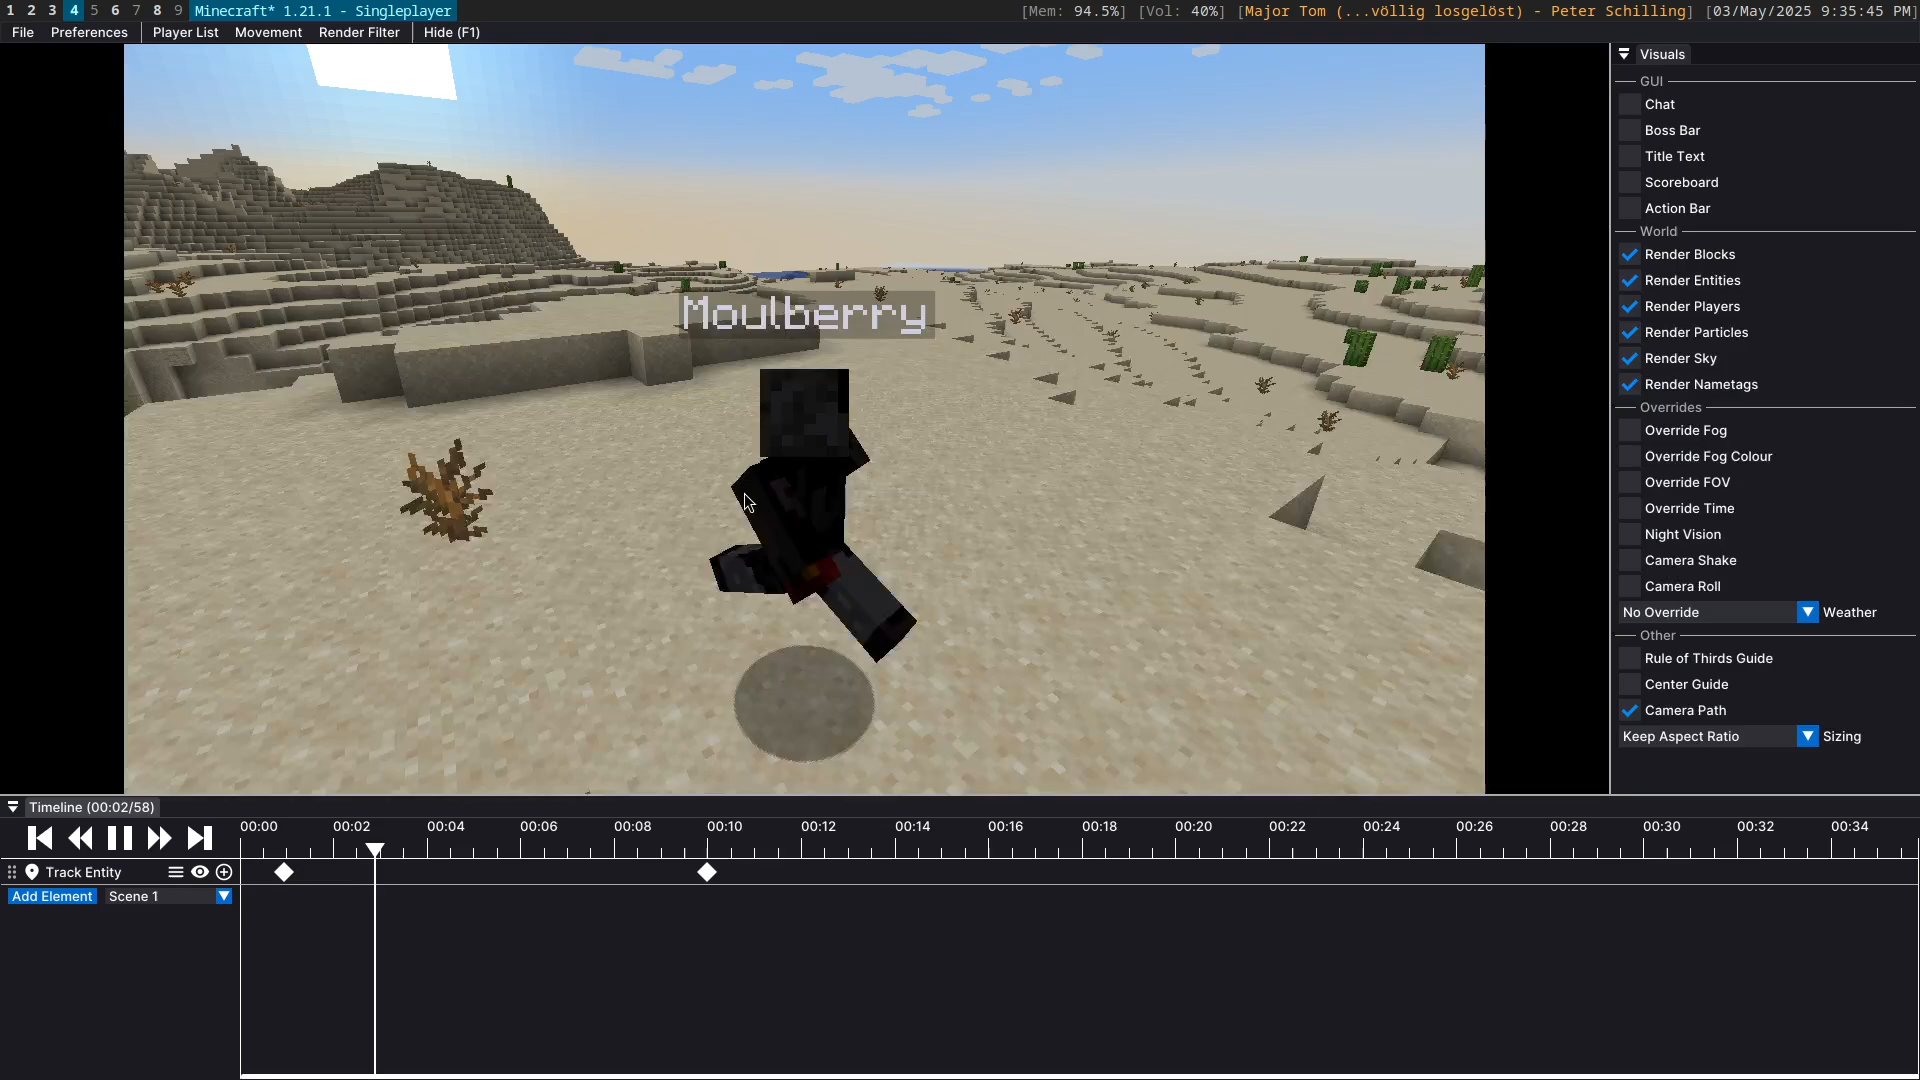 1 2 3 4 5 6 7 8 9 Minecraft* 1.21.1 - Singleplayer [Mem: 94.5%] [Vol: 40%] [Major Tom (...völlig losgelöst) - Peter Schilling] [03/May/2025 9:35:45 PM]
File Preferences Player List Movement Render Filter Hide (F1)
Moulberry
Visuals
GUI
Chat
Boss Bar
Title Text
Scoreboard
Action Bar
World
Render Blocks
Render Entities
Render Players
Render Particles
Render Sky
Render Nametags
Overrides
Override Fog
Override Fog Colour
Override FOV
Override Time
Night Vision
Camera Shake
Camera Roll
No Override Weather
Other
Rule of Thirds Guide
Center Guide
Camera Path
Keep Aspect Ratio Sizing
Timeline (00:02/58)
00:00 00:02 00:04 00:06 00:08 00:10 00:12 00:14 00:16 00:18 00:20 00:22 00:24 00:26 00:28 00:30 00:32 00:34
Track Entity
Add Element Scene 1